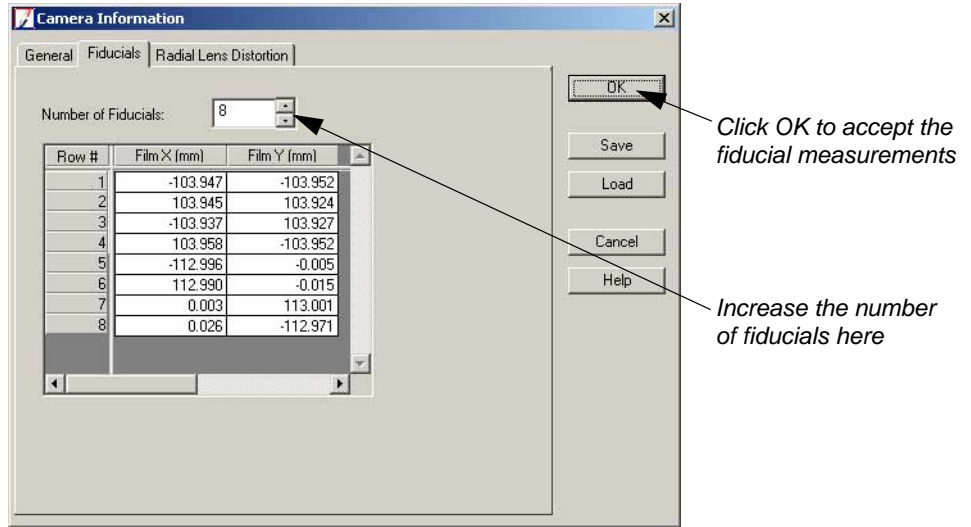 Camera Information
General Fiducials Radial Lens Distortion
Number of Fiducials: 8
Row # Film X (mm) Film Y (mm)
1 -103.947 -103.952
2 103.945 103.924
3 -103.937 103.927
4 103.958 -103.952
5 -112.996 -0.005
6 112.990 -0.015
7 0.003 113.001
8 0.026 -112.971
OK
Save
Load
Cancel
Help
Click OK to accept the
fiducial measurements
Increase the number
of fiducials here